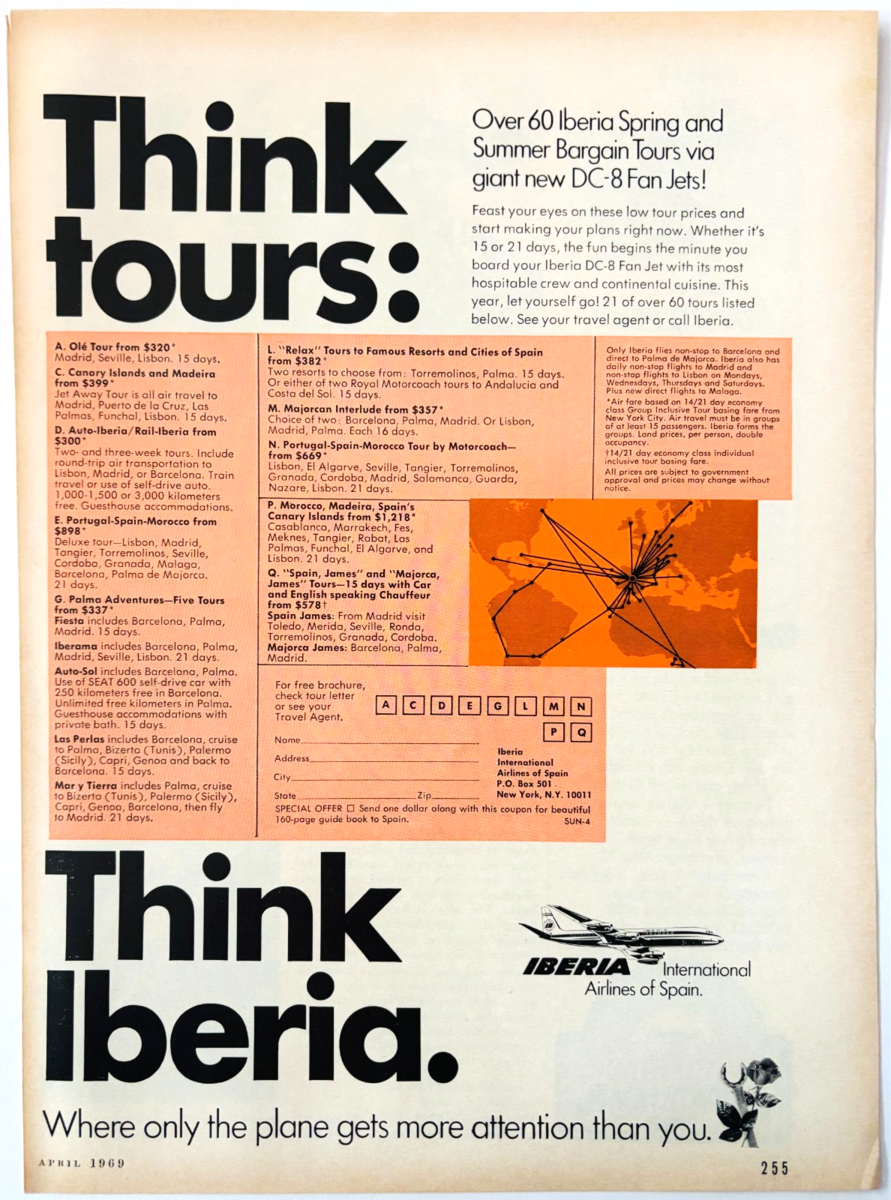 Think
tours:
Over 60 Iberia Spring and
Summer Bargain Tours via
giant new DC-8 Fan Jets!
Feast your eyes on these low tour prices and
start making your plans right now. Whether it's
15 or 21 days, the fun begins the minute you
board your Iberia DC-8 Fan Jet with its most
hospitable crew and continental cuisine. This
year, let yourself go! 21 of over 60 tours listed
below. See your travel agent or call Iberia.
A. Olé Tour from $320*
Madrid, Seville, Lisbon. 15 days.
C. Canary Islands and Madeira
from $399*
Jet Away Tour is all air travel to
Madrid, Puerto de la Cruz, Las
Palmas, Funchal, Lisbon. 15 days.
D. Auto-Iberia/Rail-Iberia from
$300*
Two- and three-week tours. Include
round-trip air transportation to
Lisbon, Madrid, or Barcelona. Train
travel or use of self-drive auto.
1,000-1,500 or 3,000 kilometers
free. Guesthouse accommodations.
E. Portugal-Spain-Morocco from
$898*
Deluxe tour—Lisbon, Madrid,
Tangier, Torremolinos, Seville,
Cordoba, Granada, Malaga,
Barcelona, Palma de Majorca.
21 days.
G. Palma Adventures—Five Tours
from $337*
Fiesta includes Barcelona, Palma,
Madrid. 15 days.
Iberama includes Barcelona, Palma,
Madrid, Seville, Lisbon. 21 days.
Auto-Sol includes Barcelona, Palma.
Use of SEAT 600 self-drive car with
250 kilometers free in Barcelona.
Unlimited free kilometers in Palma.
Guesthouse accommodations with
private bath. 15 days.
Las Perlas includes Barcelona, cruise
to Palma, Bizerta (Tunis), Palermo
(Sicily), Capri, Genoa and back to
Barcelona. 15 days.
Mar y Tierra includes Palma, cruise
to Bizerta (Tunis), Palermo (Sicily),
Capri, Genoa, Barcelona, then fly
to Madrid. 21 days.
L. "Relax" Tours to Famous Resorts and Cities of Spain
from $382*
Two resorts to choose from: Torremolinos, Palma. 15 days.
Or either of two Royal Motorcoach tours to Andalucia and
Costa del Sol. 15 days.
M. Majorcan Interlude from $357*
Choice of two: Barcelona, Palma, Madrid. Or Lisbon,
Madrid, Palma. Each 16 days.
N. Portugal-Spain-Morocco Tour by Motorcoach—
from $669*
Lisbon, El Algarve, Seville, Tangier, Torremolinos,
Granada, Cordoba, Madrid, Salamanca, Guarda,
Nazare, Lisbon. 21 days.
P. Morocco, Madeira, Spain's
Canary Islands from $1,218*
Casablanca, Marrakech, Fes,
Meknes, Tangier, Rabat, Las
Palmas, Funchal, El Algarve, and
Lisbon. 21 days.
Q. "Spain, James" and "Majorca,
James" Tours—15 days with Car
and English speaking Chauffeur
from $578†
Spain James: From Madrid visit
Toledo, Merida, Seville, Ronda,
Torremolinos, Granada, Cordoba.
Majorca James: Barcelona, Palma,
Madrid.
Only Iberia flies non-stop to Barcelona and
direct to Palma de Majorca. Iberia also has
daily non-stop flights to Madrid and
non-stop flights to Lisbon on Mondays,
Wednesdays, Thursdays and Saturdays.
Plus new direct flights to Malaga.
*Air fare based on 14/21 day economy
class Group Inclusive Tour basing fare from
New York City. Air travel must be in groups
of at least 15 passengers. Iberia forms the
groups. Land prices, per person, double
occupancy.
†14/21 day economy class individual
inclusive tour basing fare.
All prices are subject to government
approval and prices may change without
notice.
For free brochure,
check tour letter
or see your
Travel Agent.
A C D E G L M N
P Q
Name
Address
City
State Zip
Iberia
International
Airlines of Spain
P.O. Box 501
New York, N.Y. 10011
SPECIAL OFFER ☐ Send one dollar along with this coupon for beautiful
160-page guide book to Spain.
SUN-4
Think
Iberia.
IBERIA International
Airlines of Spain.
Where only the plane gets more attention than you.
APRIL 1969
255